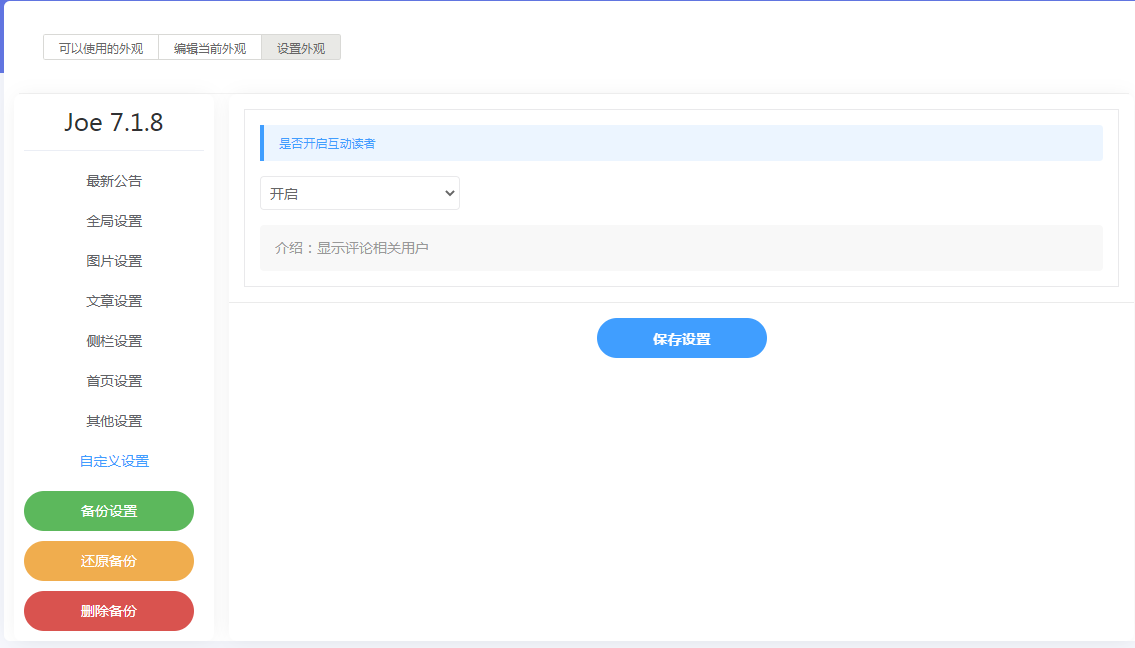 可以使用的外观 编辑当前外观 设置外观
Joe 7.1.8
最新公告
全局设置
图片设置
文章设置
侧栏设置
首页设置
其他设置
自定义设置
备份设置
还原备份
删除备份
是否开启互动读者
开启
介绍：显示评论相关用户
保存设置